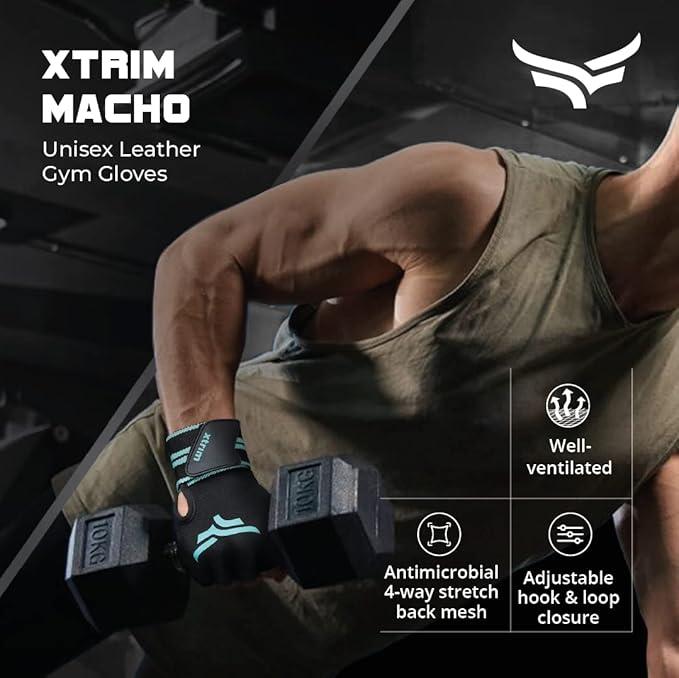 XTRIM
MACHO
Unisex Leather
Gym Gloves
Well-
ventilated
xtrim
10KG
10KG
Antimicrobial
4-way stretch
back mesh
Adjustable
hook & loop
closure